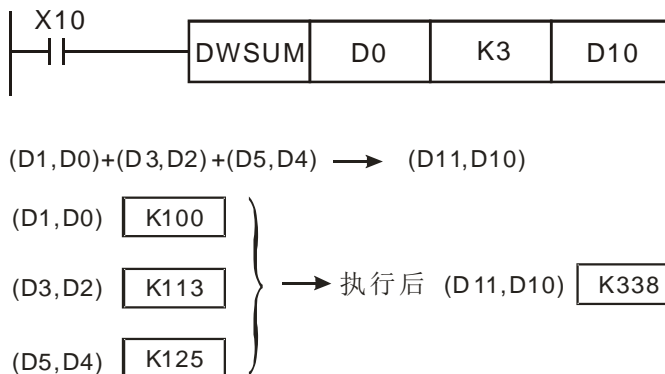 X10
DWSUM D0 K3 D10
(D1,D0)+(D3,D2)+(D5,D4) → (D11,D10)
(D1,D0) K100
(D3,D2) K113 → 执行后 (D11,D10) K338
(D5,D4) K125